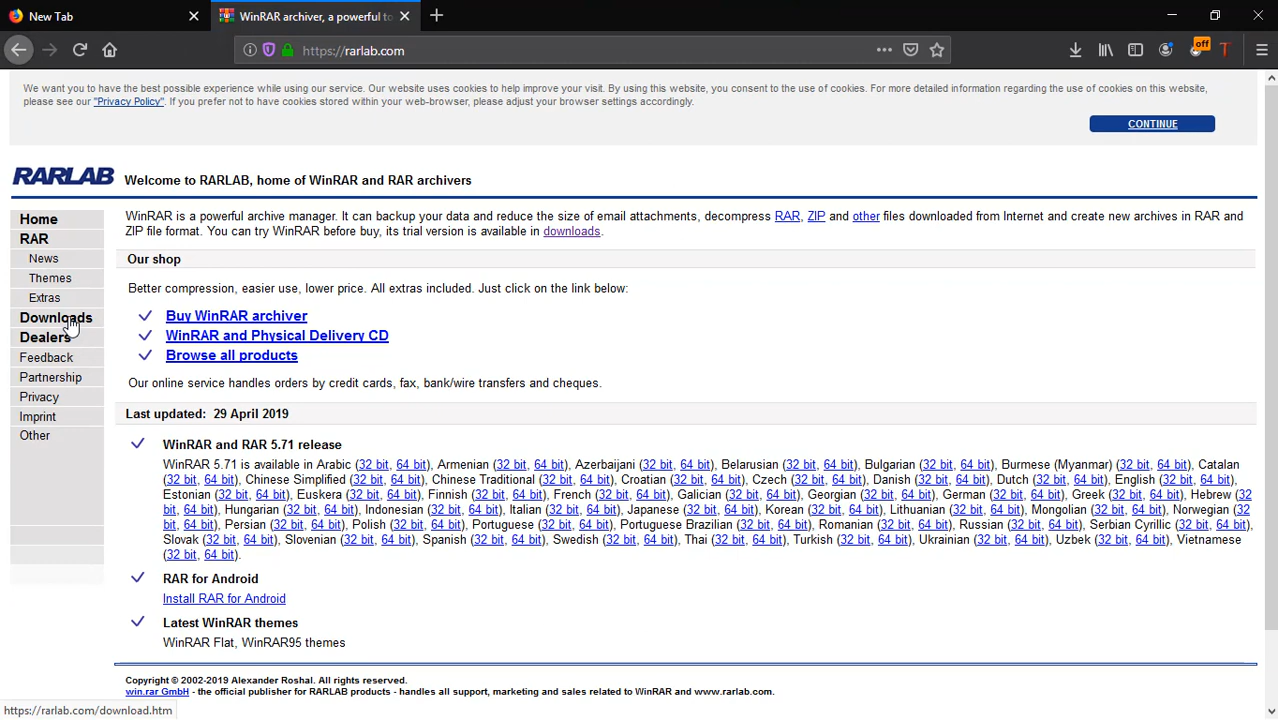 New Tab
WinRAR archiver, a powerful to
https://rarlab.com
off
T
We want you to have the best possible experience while using our service. Our website uses cookies to help improve your visit. By using this website, you consent to the use of cookies. For more detailed information regarding the use of cookies on this website,
please see our "Privacy Policy". If you prefer not to have cookies stored within your web-browser, please adjust your browser settings accordingly.
CONTINUE
RARLAB
Welcome to RARLAB, home of WinRAR and RAR archivers
Home
RAR
News
Themes
Extras
Downloads
Dealers
Feedback
Partnership
Privacy
Imprint
Other
WinRAR is a powerful archive manager. It can backup your data and reduce the size of email attachments, decompress RAR, ZIP and other files downloaded from Internet and create new archives in RAR and
ZIP file format. You can try WinRAR before buy, its trial version is available in downloads.
Our shop
Better compression, easier use, lower price. All extras included. Just click on the link below:
Buy WinRAR archiver
WinRAR and Physical Delivery CD
Browse all products
Our online service handles orders by credit cards, fax, bank/wire transfers and cheques.
Last updated: 29 April 2019
WinRAR and RAR 5.71 release
WinRAR 5.71 is available in Arabic (32 bit, 64 bit), Armenian (32 bit, 64 bit), Azerbaijani (32 bit, 64 bit), Belarusian (32 bit, 64 bit), Bulgarian (32 bit, 64 bit), Burmese (Myanmar) (32 bit, 64 bit), Catalan
(32 bit, 64 bit), Chinese Simplified (32 bit, 64 bit), Chinese Traditional (32 bit, 64 bit), Croatian (32 bit, 64 bit), Czech (32 bit, 64 bit), Danish (32 bit, 64 bit), Dutch (32 bit, 64 bit), English (32 bit, 64 bit),
Estonian (32 bit, 64 bit), Euskera (32 bit, 64 bit), Finnish (32 bit, 64 bit), French (32 bit, 64 bit), Galician (32 bit, 64 bit), Georgian (32 bit, 64 bit), German (32 bit, 64 bit), Greek (32 bit, 64 bit), Hebrew (32
bit, 64 bit), Hungarian (32 bit, 64 bit), Indonesian (32 bit, 64 bit), Italian (32 bit, 64 bit), Japanese (32 bit, 64 bit), Korean (32 bit, 64 bit), Lithuanian (32 bit, 64 bit), Mongolian (32 bit, 64 bit), Norwegian (32
bit, 64 bit), Persian (32 bit, 64 bit), Polish (32 bit, 64 bit), Portuguese (32 bit, 64 bit), Portuguese Brazilian (32 bit, 64 bit), Romanian (32 bit, 64 bit), Russian (32 bit, 64 bit), Serbian Cyrillic (32 bit, 64 bit),
Slovak (32 bit, 64 bit), Slovenian (32 bit, 64 bit), Spanish (32 bit, 64 bit), Swedish (32 bit, 64 bit), Thai (32 bit, 64 bit), Turkish (32 bit, 64 bit), Ukrainian (32 bit, 64 bit), Uzbek (32 bit, 64 bit), Vietnamese
(32 bit, 64 bit).
RAR for Android
Install RAR for Android
Latest WinRAR themes
WinRAR Flat, WinRAR95 themes
Copyright © 2002-2019 Alexander Roshal. All rights reserved.
win.rar GmbH - the official publisher for RARLAB products - handles all support, marketing and sales related to WinRAR and www.rarlab.com.
https://rarlab.com/download.htm